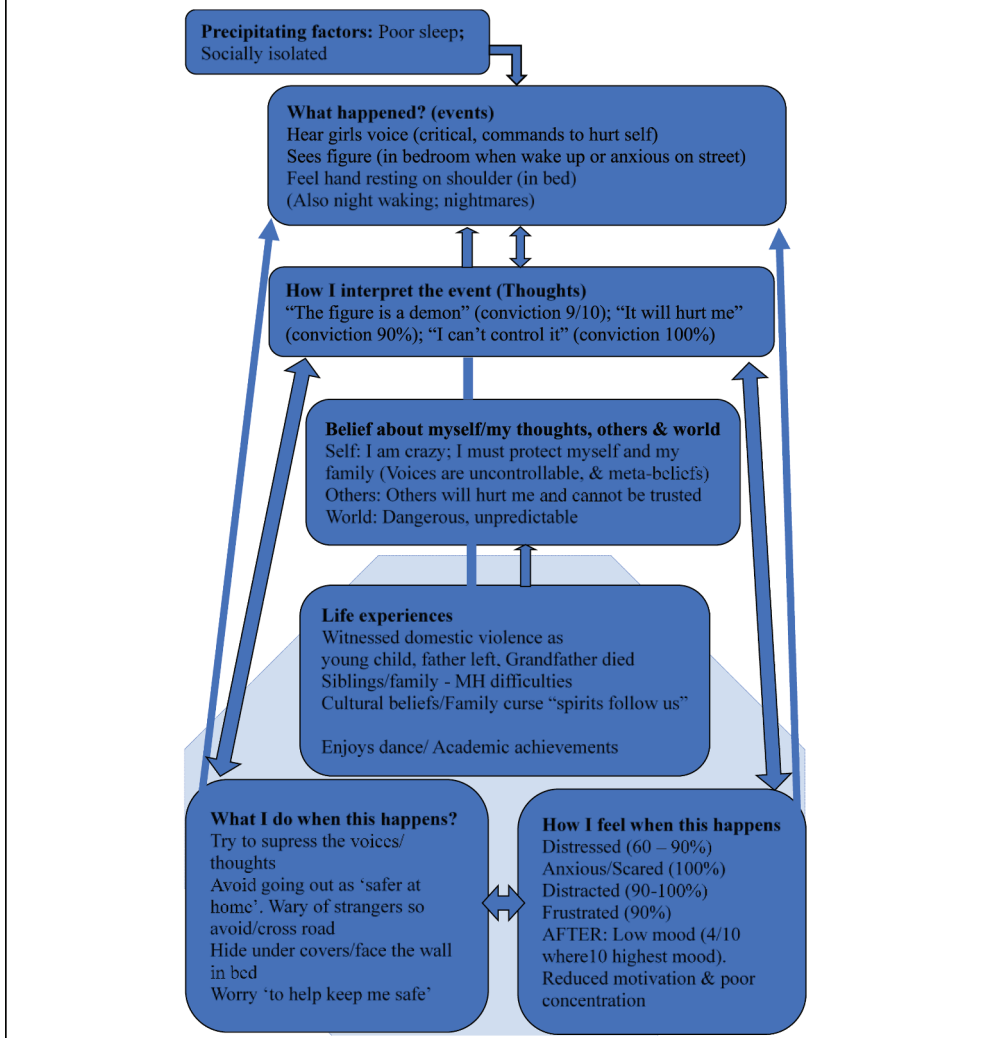 Precipitating factors: Poor sleep;
Socially isolated
What happened? (events)
Hear girls voice (critical, commands to hurt self)
Sees figure (in bedroom when wake up or anxious on street)
Feel hand resting on shoulder (in bed)
(Also night waking; nightmares)
How I interpret the event (Thoughts)
“The figure is a demon” (conviction 9/10); “It will hurt me”
(conviction 90%); “I can’t control it” (conviction 100%)
Belief about myself/my thoughts, others & world
Self: I am crazy; I must protect myself and my
family (Voices are uncontrollable, & meta-beliefs)
Others: Others will hurt me and cannot be trusted
World: Dangerous, unpredictable
Life experiences
Witnessed domestic violence as
young child, father left, Grandfather died
Siblings/family - MH difficulties
Cultural beliefs/Family curse “spirits follow us”
Enjoys dance/ Academic achievements
What I do when this happens?
Try to supress the voices/
thoughts
Avoid going out as ‘safer at
home’. Wary of strangers so
avoid/cross road
Hide under covers/face the wall
in bed
Worry ‘to help keep me safe’
How I feel when this happens
Distressed (60 – 90%)
Anxious/Scared (100%)
Distracted (90-100%)
Frustrated (90%)
AFTER: Low mood (4/10
where10 highest mood).
Reduced motivation & poor
concentration